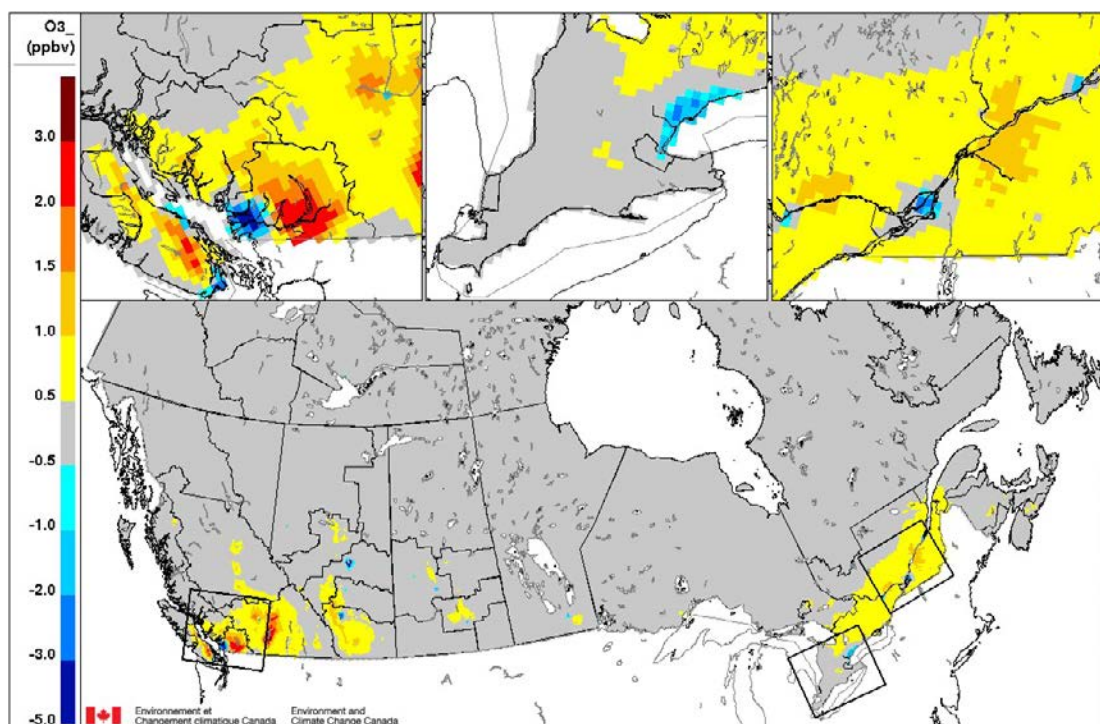 O3_
(ppbv)
3.0
2.0
1.5
1.0
0.5
-0.5
-1.0
-2.0
-3.0
-5.0
Environnement et
Changement climatique Canada
Environment and
Climate Change Canada